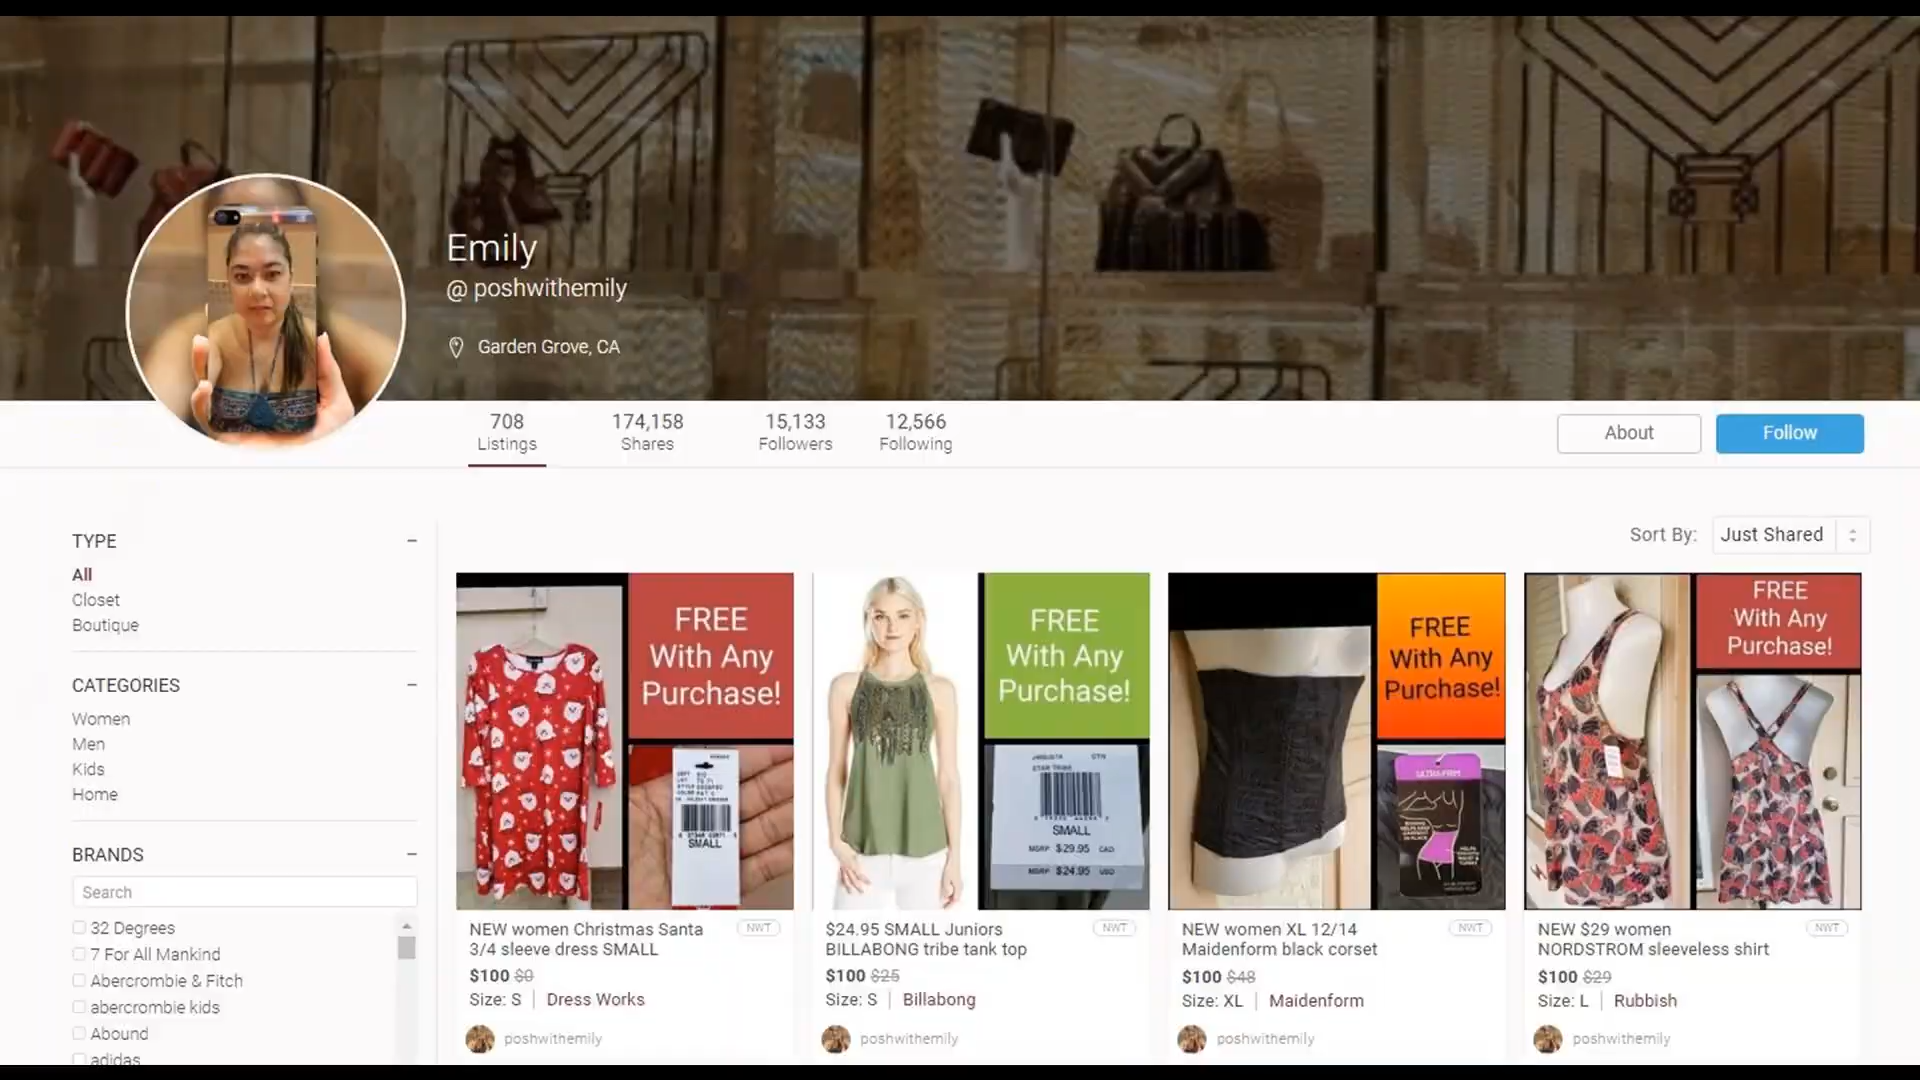 Emily
@ poshwithemily
Garden Grove, CA
708
Listings
174,158
Shares
15,133
Followers
12,566
Following
About
Follow
Sort By:
Just Shared
TYPE
All
Closet
Boutique
CATEGORIES
Women
Men
Kids
Home
BRANDS
Search
32 Degrees
7 For All Mankind
Abercrombie & Fitch
abercrombie kids
Abound
adidas
FREE
With Any
Purchase!
SMALL
NEW women Christmas Santa
3/4 sleeve dress SMALL
NWT
$100 $0
Size: S | Dress Works
poshwithemily
FREE
With Any
Purchase!
STAR TRIBE
SMALL
MSRP $29.95 CAD
MSRP $24.95 USD
$24.95 SMALL Juniors
BILLABONG tribe tank top
NWT
$100 $25
Size: S | Billabong
poshwithemily
FREE
With Any
Purchase!
ULTRA FIRM
NEW women XL 12/14
Maidenform black corset
NWT
$100 $48
Size: XL | Maidenform
poshwithemily
FREE
With Any
Purchase!
NEW $29 women
NORDSTROM sleeveless shirt
NWT
$100 $29
Size: L | Rubbish
poshwithemily